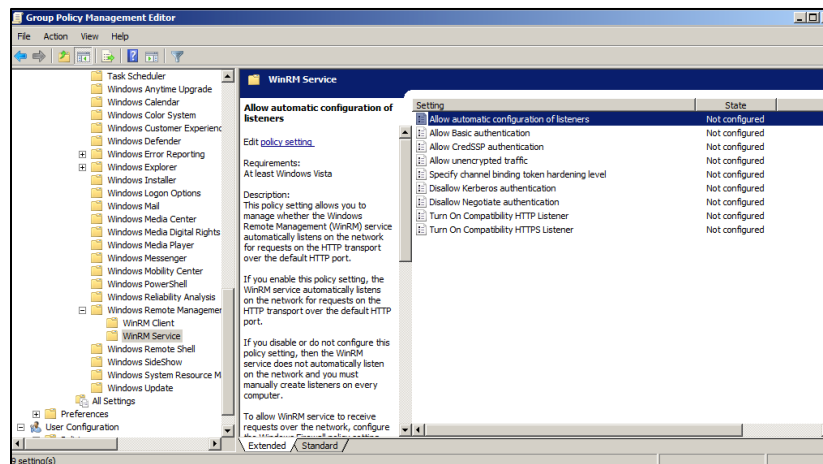 Group Policy Management Editor
File Action View Help
Task Scheduler
Windows Anytime Upgrade
Windows Calendar
Windows Color System
Windows Customer Experienc
Windows Defender
Windows Error Reporting
Windows Explorer
Windows Installer
Windows Logon Options
Windows Mail
Windows Media Center
Windows Media Digital Rights
Windows Media Player
Windows Messenger
Windows Mobility Center
Windows PowerShell
Windows Reliability Analysis
Windows Remote Managemer
WinRM Client
WinRM Service
Windows Remote Shell
Windows SideShow
Windows System Resource M
Windows Update
All Settings
Preferences
User Configuration
WinRM Service
Allow automatic configuration of
listeners
Edit policy setting
Requirements:
At least Windows Vista
Description:
This policy setting allows you to
manage whether the Windows
Remote Management (WinRM) service
automatically listens on the network
for requests on the HTTP transport
over the default HTTP port.
If you enable this policy setting, the
WinRM service automatically listens
on the network for requests on the
HTTP transport over the default HTTP
port.
If you disable or do not configure this
policy setting, then the WinRM
service does not automatically listen
on the network and you must
manually create listeners on every
computer.
To allow WinRM service to receive
requests over the network, configure
the Windows Firewall policy setting
Setting State
Allow automatic configuration of listeners Not configured
Allow Basic authentication Not configured
Allow CredSSP authentication Not configured
Allow unencrypted traffic Not configured
Specify channel binding token hardening level Not configured
Disallow Kerberos authentication Not configured
Disallow Negotiate authentication Not configured
Turn On Compatibility HTTP Listener Not configured
Turn On Compatibility HTTPS Listener Not configured
Extended Standard
9 setting(s)